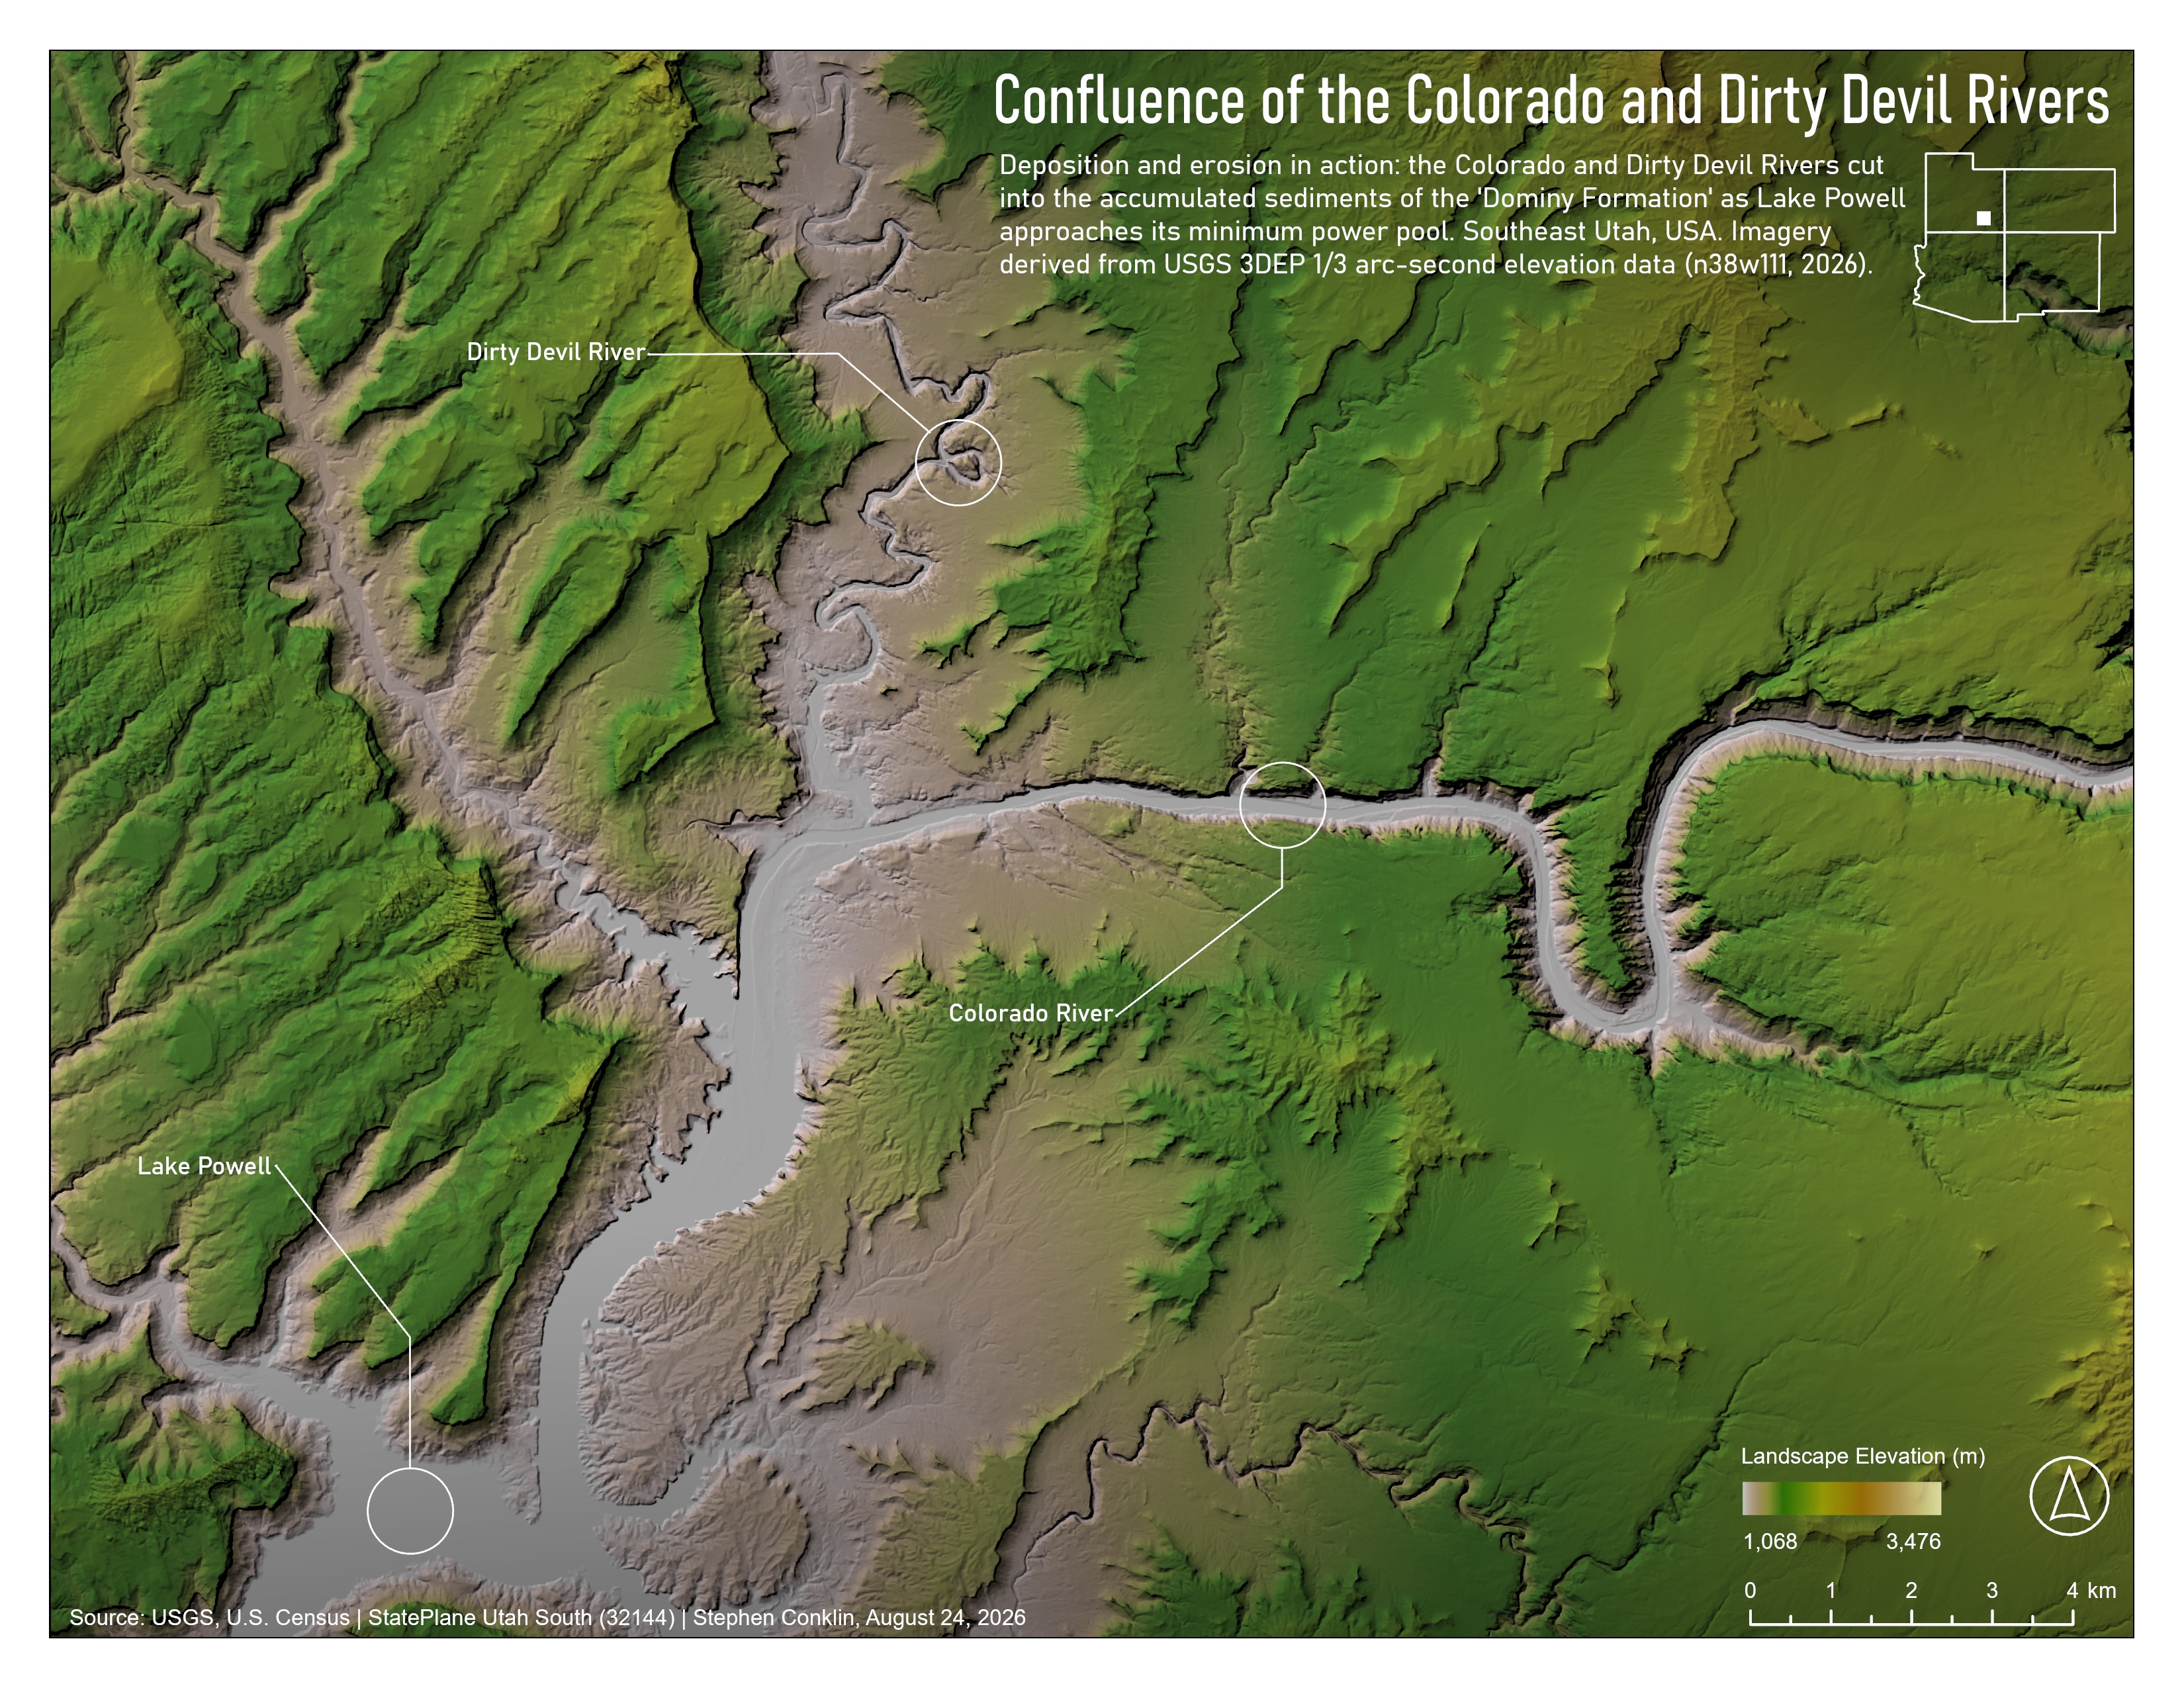 Confluence of the Colorado and Dirty Devil Rivers
Deposition and erosion in action: the Colorado and Dirty Devil Rivers cut
into the accumulated sediments of the 'Dominy Formation' as Lake Powell
approaches its minimum power pool. Southeast Utah, USA. Imagery
derived from USGS 3DEP 1/3 arc-second elevation data (n38w111, 2026).
Dirty Devil River
Colorado River
Lake Powell
Landscape Elevation (m)
1,068 3,476
0 1 2 3 4 km
Source: USGS, U.S. Census | StatePlane Utah South (32144) | Stephen Conklin, August 24, 2026